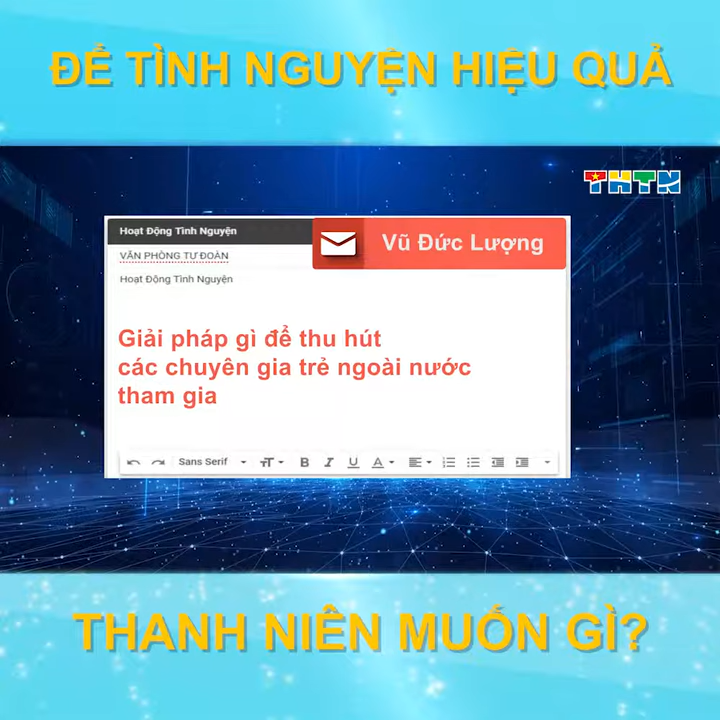 ĐỂ TÌNH NGUYỆN HIỆU QUẢ
THTN
Hoạt Động Tình Nguyện
Vũ Đức Lượng
VĂN PHÒNG TƯ ĐOÀN
Hoạt Động Tình Nguyện
Giải pháp gì để thu hút
các chuyên gia trẻ ngoài nước
tham gia
Sans Serif
THANH NIÊN MUỐN GÌ?